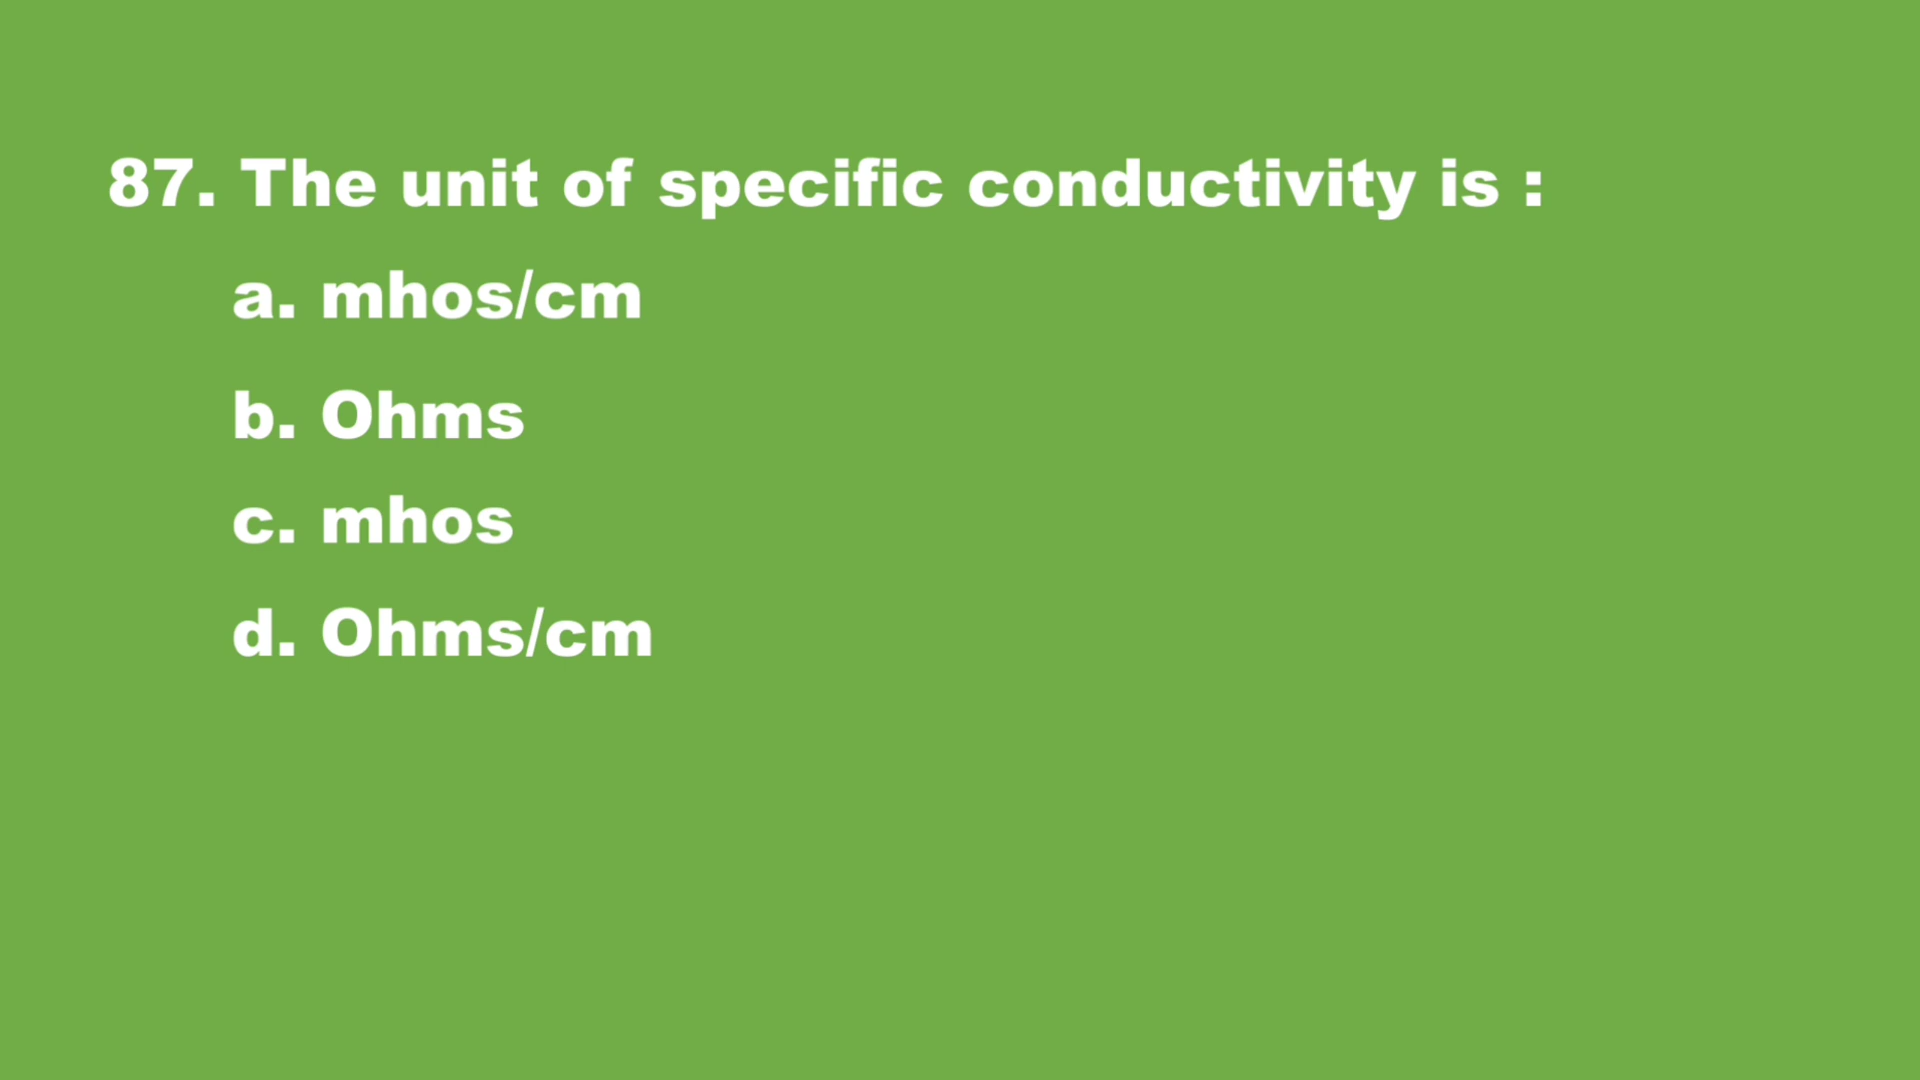 87. The unit of specific conductivity is :
a. mhos/cm
b. Ohms
c. mhos
d. Ohms/cm